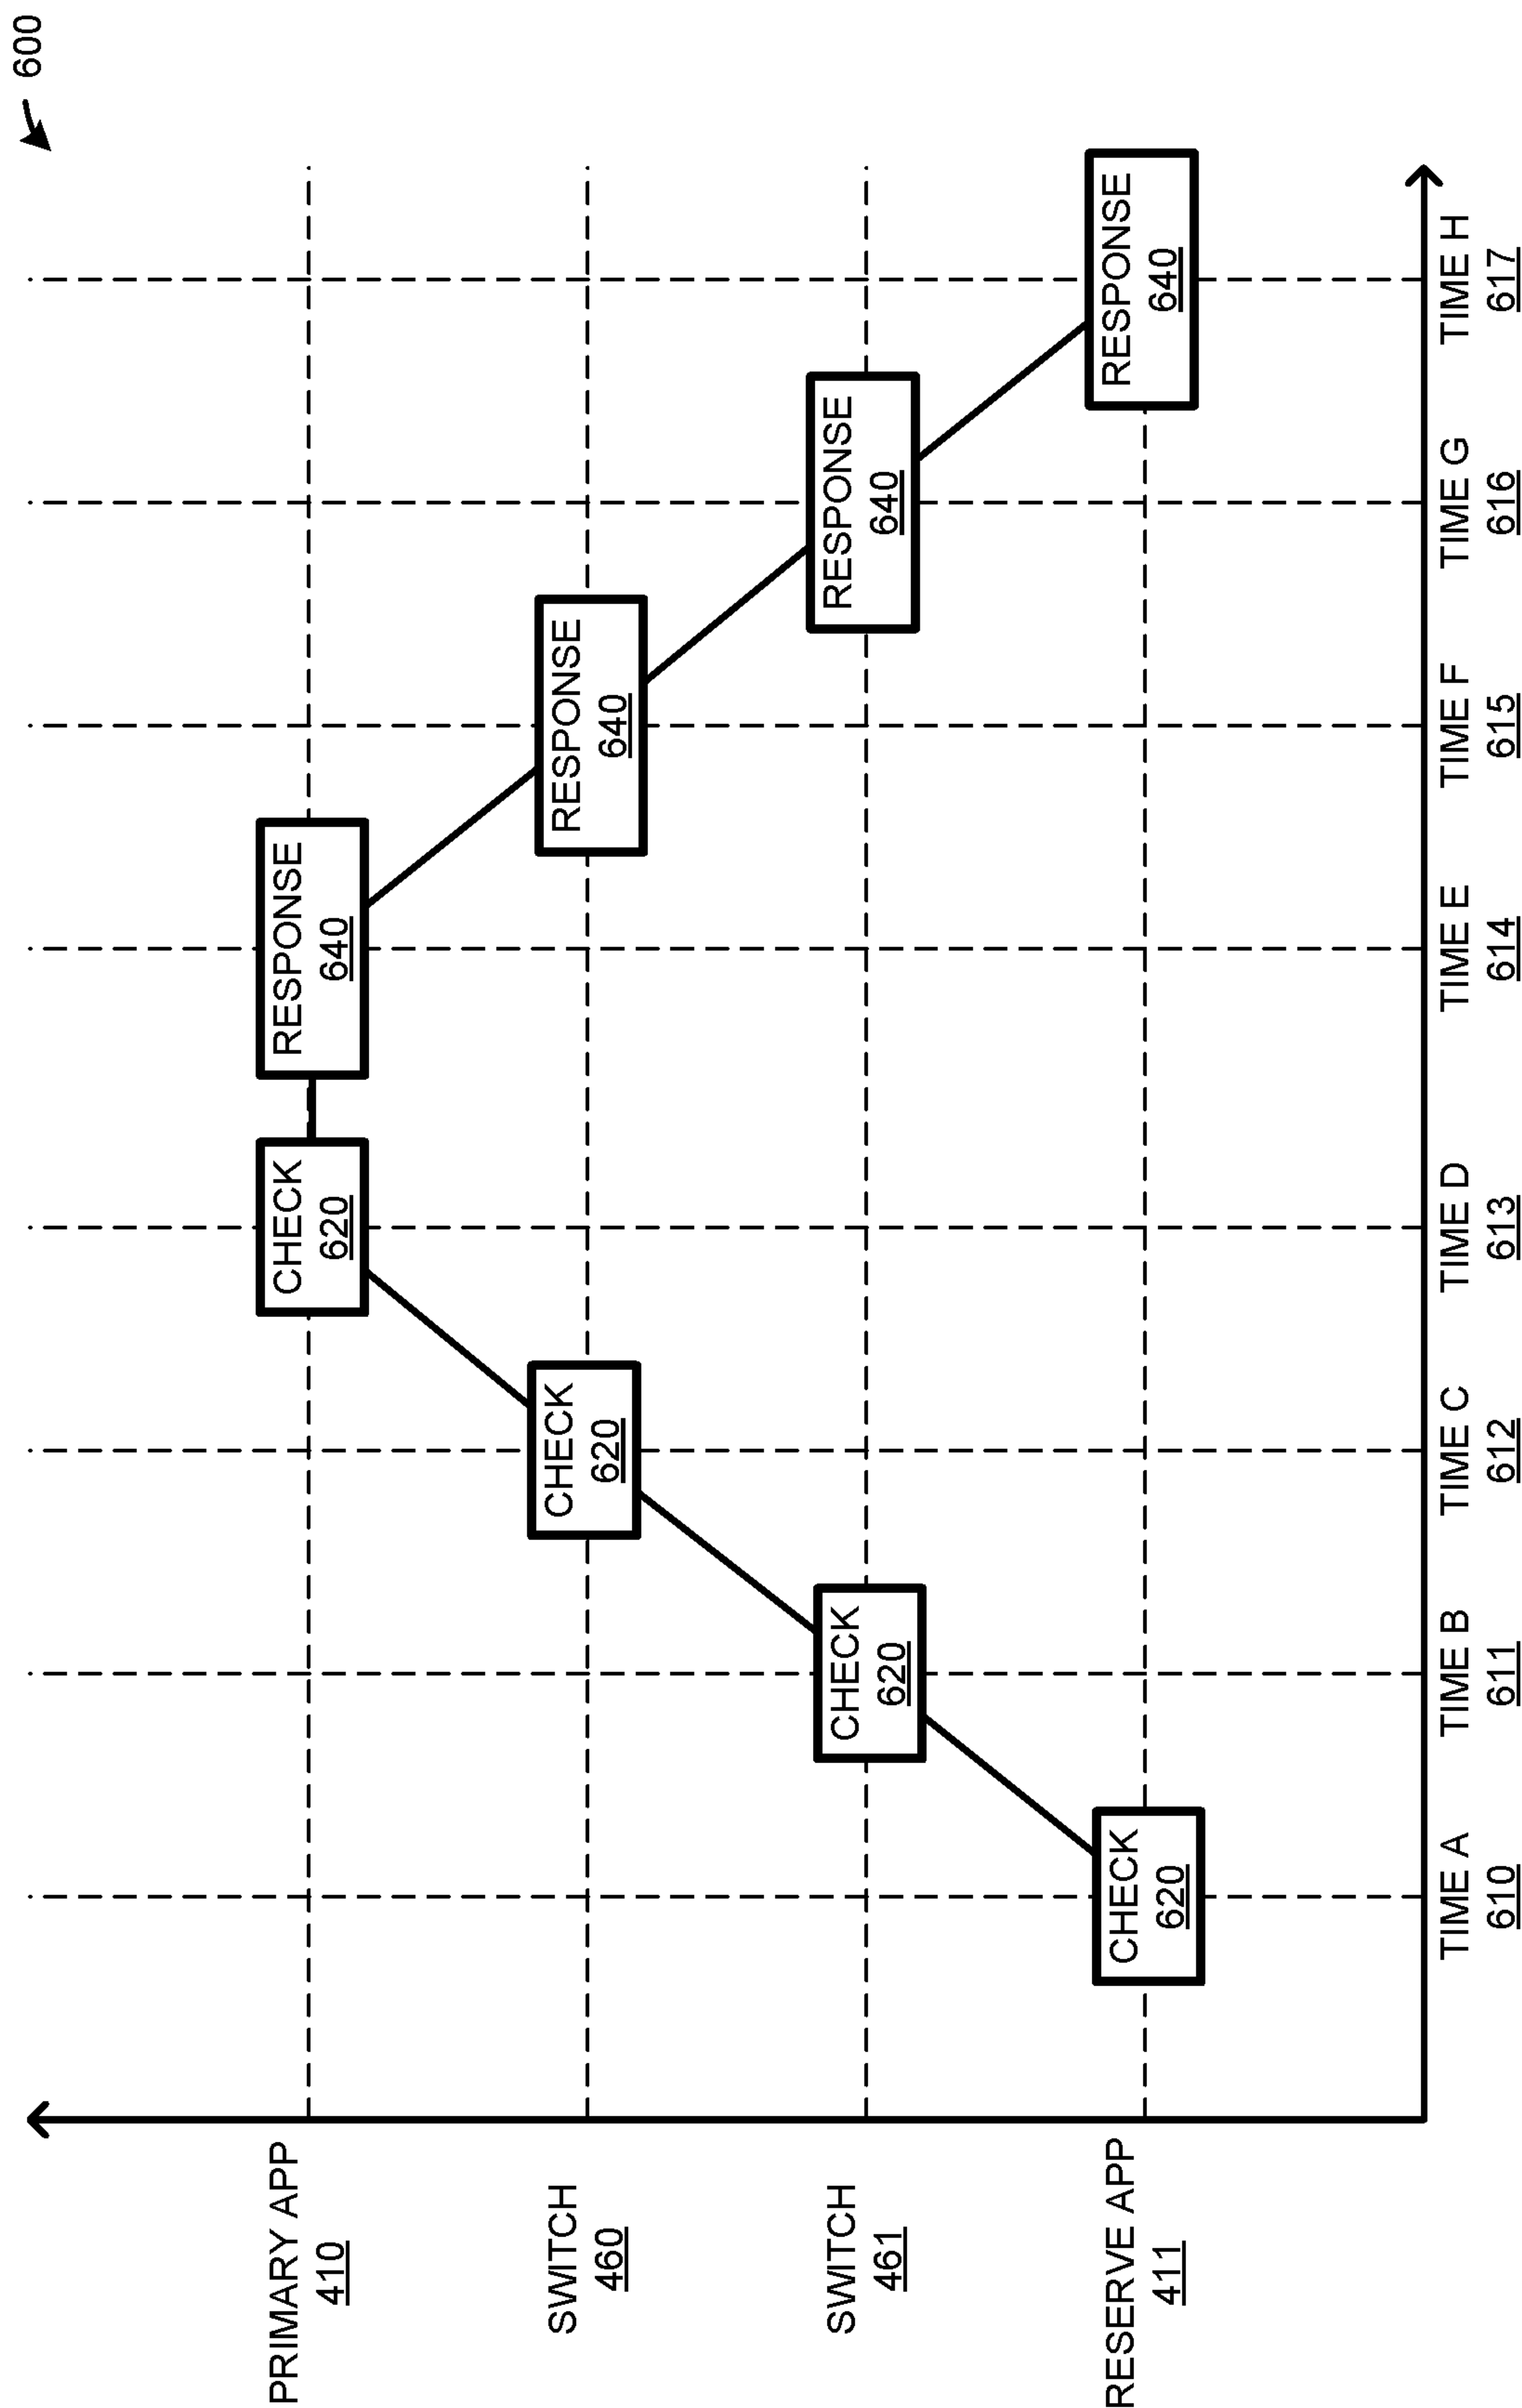 600
PRIMARY APP
410
CHECK
620
RESPONSE
640
SWITCH
460
CHECK
620
RESPONSE
640
SWITCH
461
CHECK
620
RESPONSE
640
RESERVE APP
411
CHECK
620
RESPONSE
640
TIME A
610
TIME B
611
TIME C
612
TIME D
613
TIME E
614
TIME F
615
TIME G
616
TIME H
617